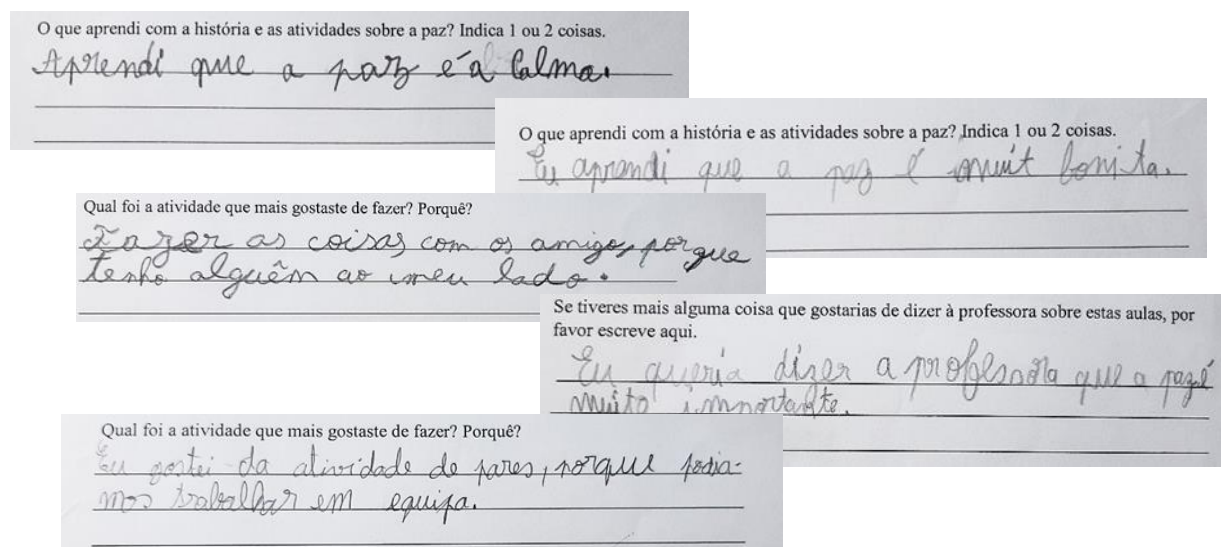 O que aprendi com a história e as atividades sobre a paz? Indica 1 ou 2 coisas.
Aprendi que a paz é a Calma.
O que aprendi com a história e as atividades sobre a paz? Indica 1 ou 2 coisas.
Eu aprandi que a paz é muit bonita.
Qual foi a atividade que mais gostaste de fazer? Porquê?
Fazer as coisas com os amigos, porque
tenho alguêm ao meu lado.
Se tiveres mais alguma coisa que gostarias de dizer à professora sobre estas aulas, por
favor escreve aqui.
Eu queria dizer a professora que a paz é
muito importante.
Qual foi a atividade que mais gostaste de fazer? Porquê?
Eu gostei da atividade de pares, porque podia-
mos trabalhar em equipa.